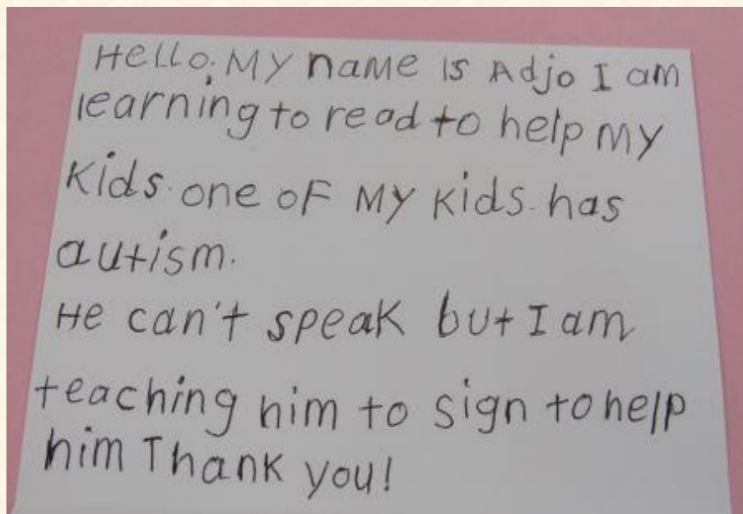 Hello. My name is Adjo I am
learning to read to help my
kids. one of my kids. has
autism.
He can't speak but I am
teaching him to sign to help
him Thank you!